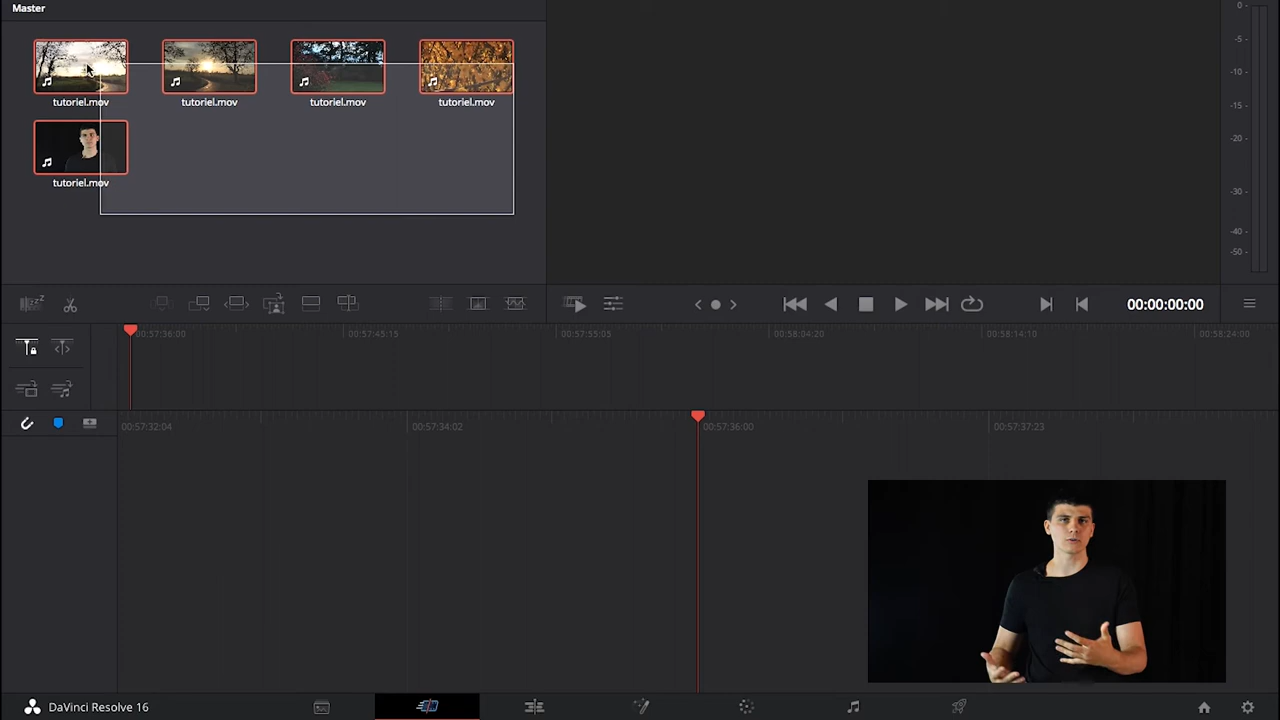 Master
0-
-5-
-10-
-15-
-20-
-30-
-40-
-50-
tutoriel.mov tutoriel.mov tutoriel.mov tutoriel.mov
tutoriel.mov
zzZ
00:00:00:00
00:57:36:00 00:57:45:15 00:57:55:05 00:58:04:20 00:58:14:10 00:58:24:00
00:57:32:04 00:57:34:02 00:57:36:00 00:57:37:23
DaVinci Resolve 16